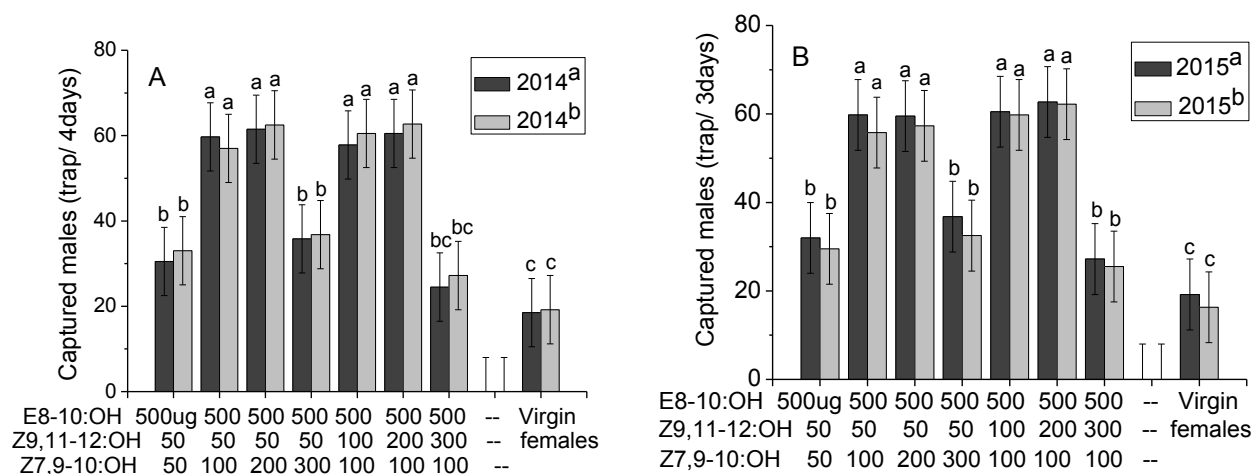 A
80
60
40
20
0
Captured males (trap/ 4days)
2014a
2014b
b b
a a
a a
b b
a a
a a
bc bc
c c
E8-10:OH 500ug 500 500 500 500 500 500 -- Virgin
Z9,11-12:OH 50 50 50 50 100 200 300 -- females
Z7,9-10:OH 50 100 200 300 100 100 100 --
B
80
60
40
20
0
Captured males (trap/ 3days)
2015a
2015b
b b
a a
a a
b b
a a
a a
b b
c c
E8-10:OH 500ug 500 500 500 500 500 500 -- Virgin
Z9,11-12:OH 50 50 50 50 100 200 300 -- females
Z7,9-10:OH 50 100 200 300 100 100 100 --